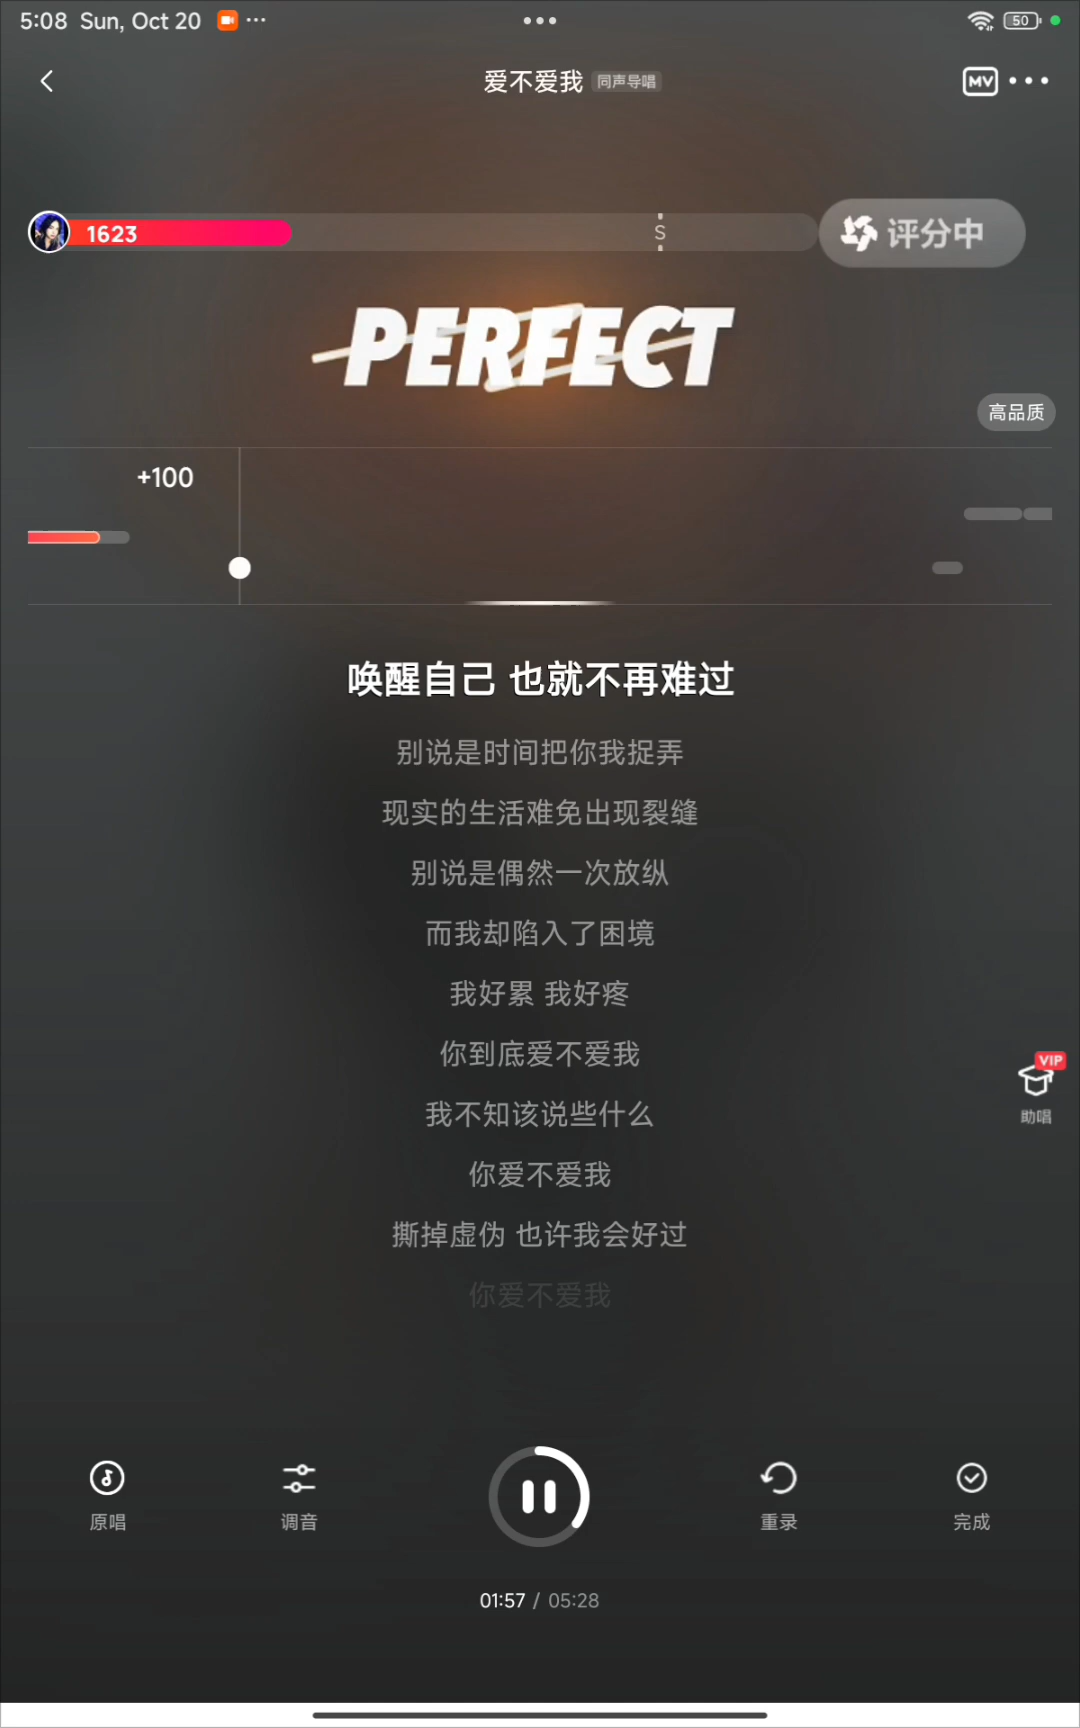 5:08 Sun, Oct 20
50
爱不爱我 同声导唱
MV
1623
S
评分中
PERFECT
高品质
+100
唤醒自己 也就不再难过
别说是时间把你我捉弄
现实的生活难免出现裂缝
别说是偶然一次放纵
而我却陷入了困境
我好累 我好疼
你到底爱不爱我
我不知该说些什么
你爱不爱我
撕掉虚伪 也许我会好过
你爱不爱我
VIP
助唱
原唱
调音
重录
完成
01:57 / 05:28